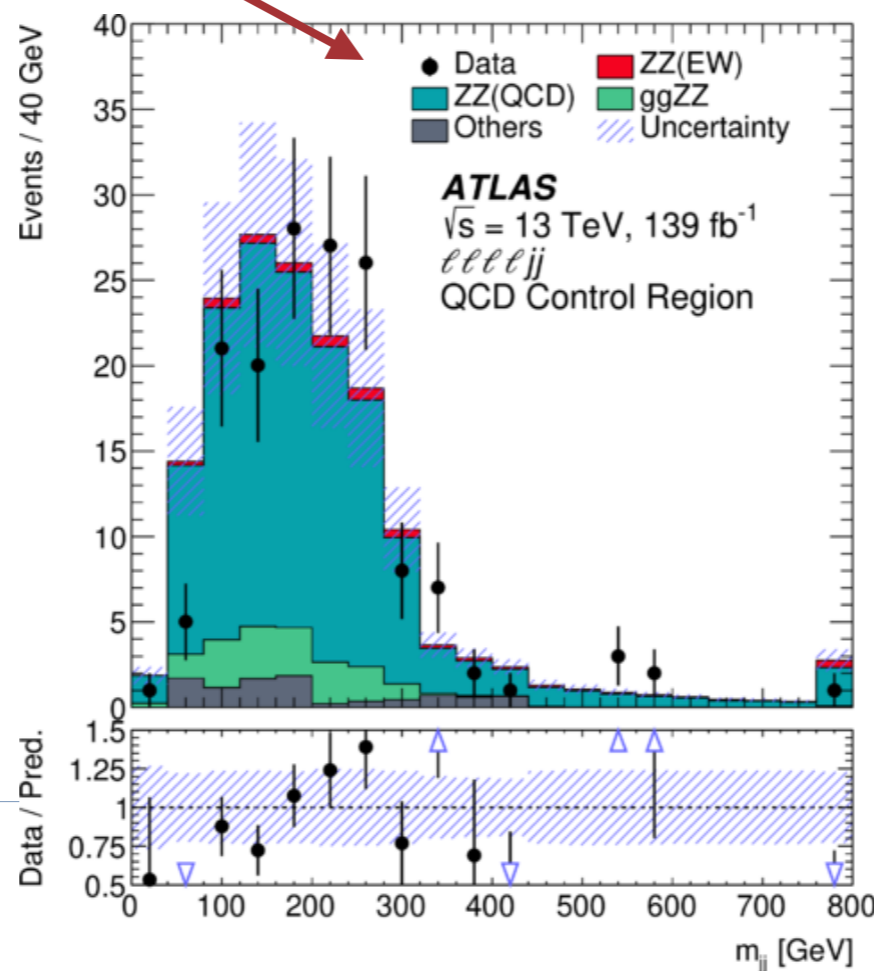 Events / 40 GeV
40
35
30
25
20
15
10
5
0
Data
ZZ(EW)
ZZ(QCD)
ggZZ
Others
Uncertainty
ATLAS
√s = 13 TeV, 139 fb⁻¹
ℓℓℓℓjj
QCD Control Region
Data / Pred.
1.5
1.25
1
0.75
0.5
0 100 200 300 400 500 600 700 800
m_jj [GeV]